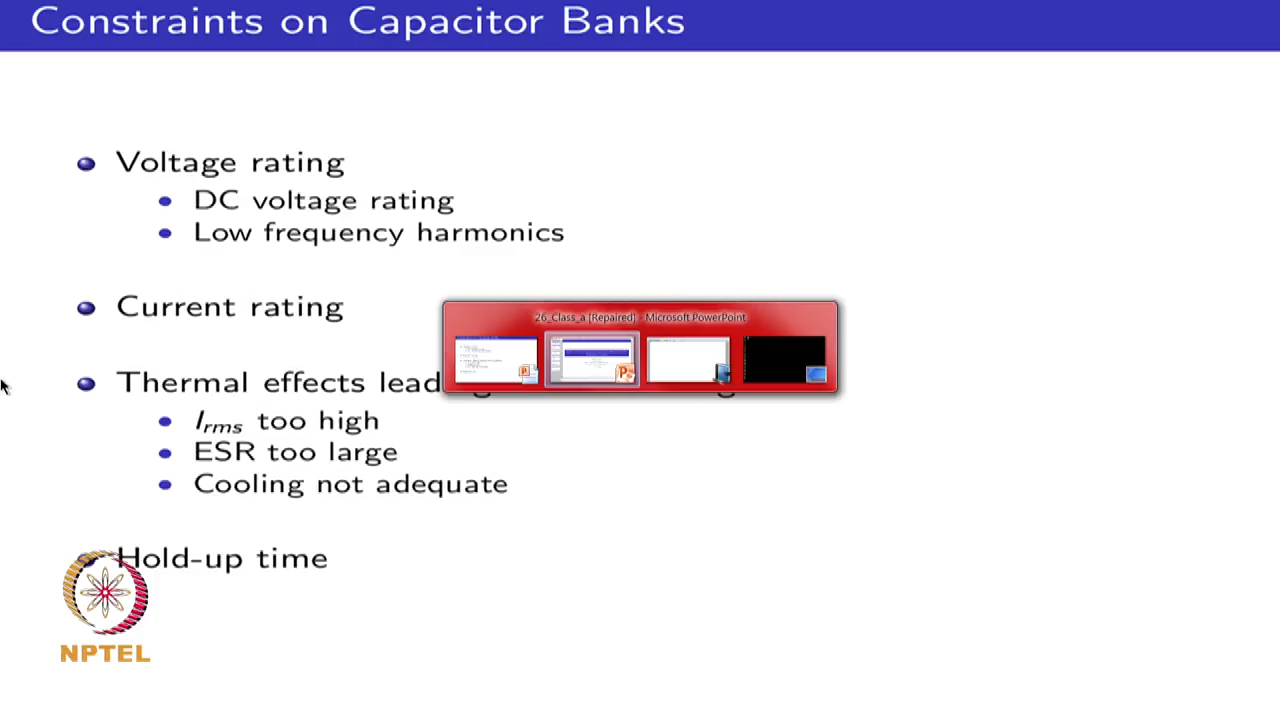 Constraints on Capacitor Banks
Voltage rating
DC voltage rating
Low frequency harmonics
Current rating
26_Class_a [Repaired] - Microsoft PowerPoint
Thermal effects lead
Irms too high
ESR too large
Cooling not adequate
Hold-up time
NPTEL